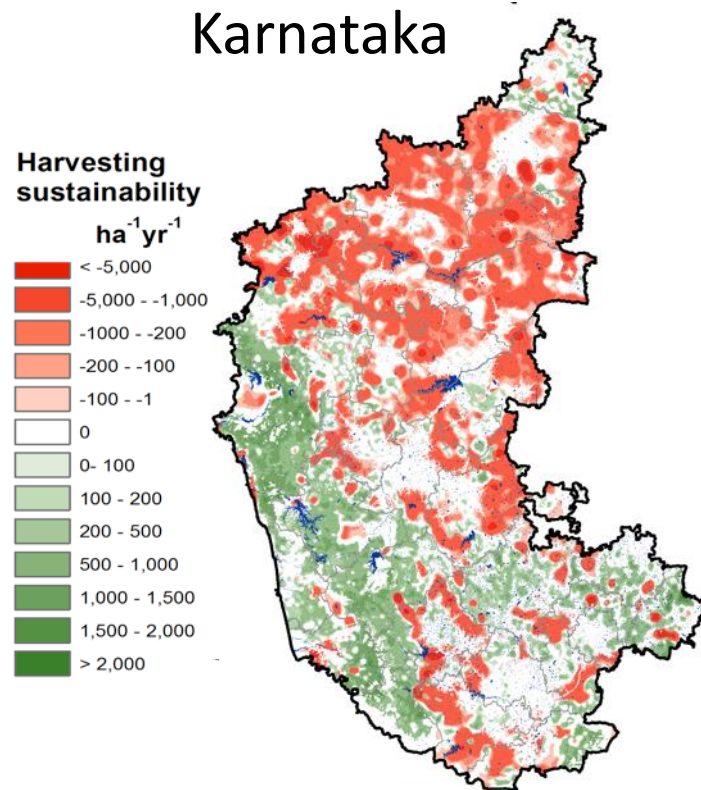 Karnataka
Harvesting
sustainability
ha⁻¹yr⁻¹
< -5,000
-5,000 - -1,000
-1000 - -200
-200 - -100
-100 - -1
0
0- 100
100 - 200
200 - 500
500 - 1,000
1,000 - 1,500
1,500 - 2,000
> 2,000